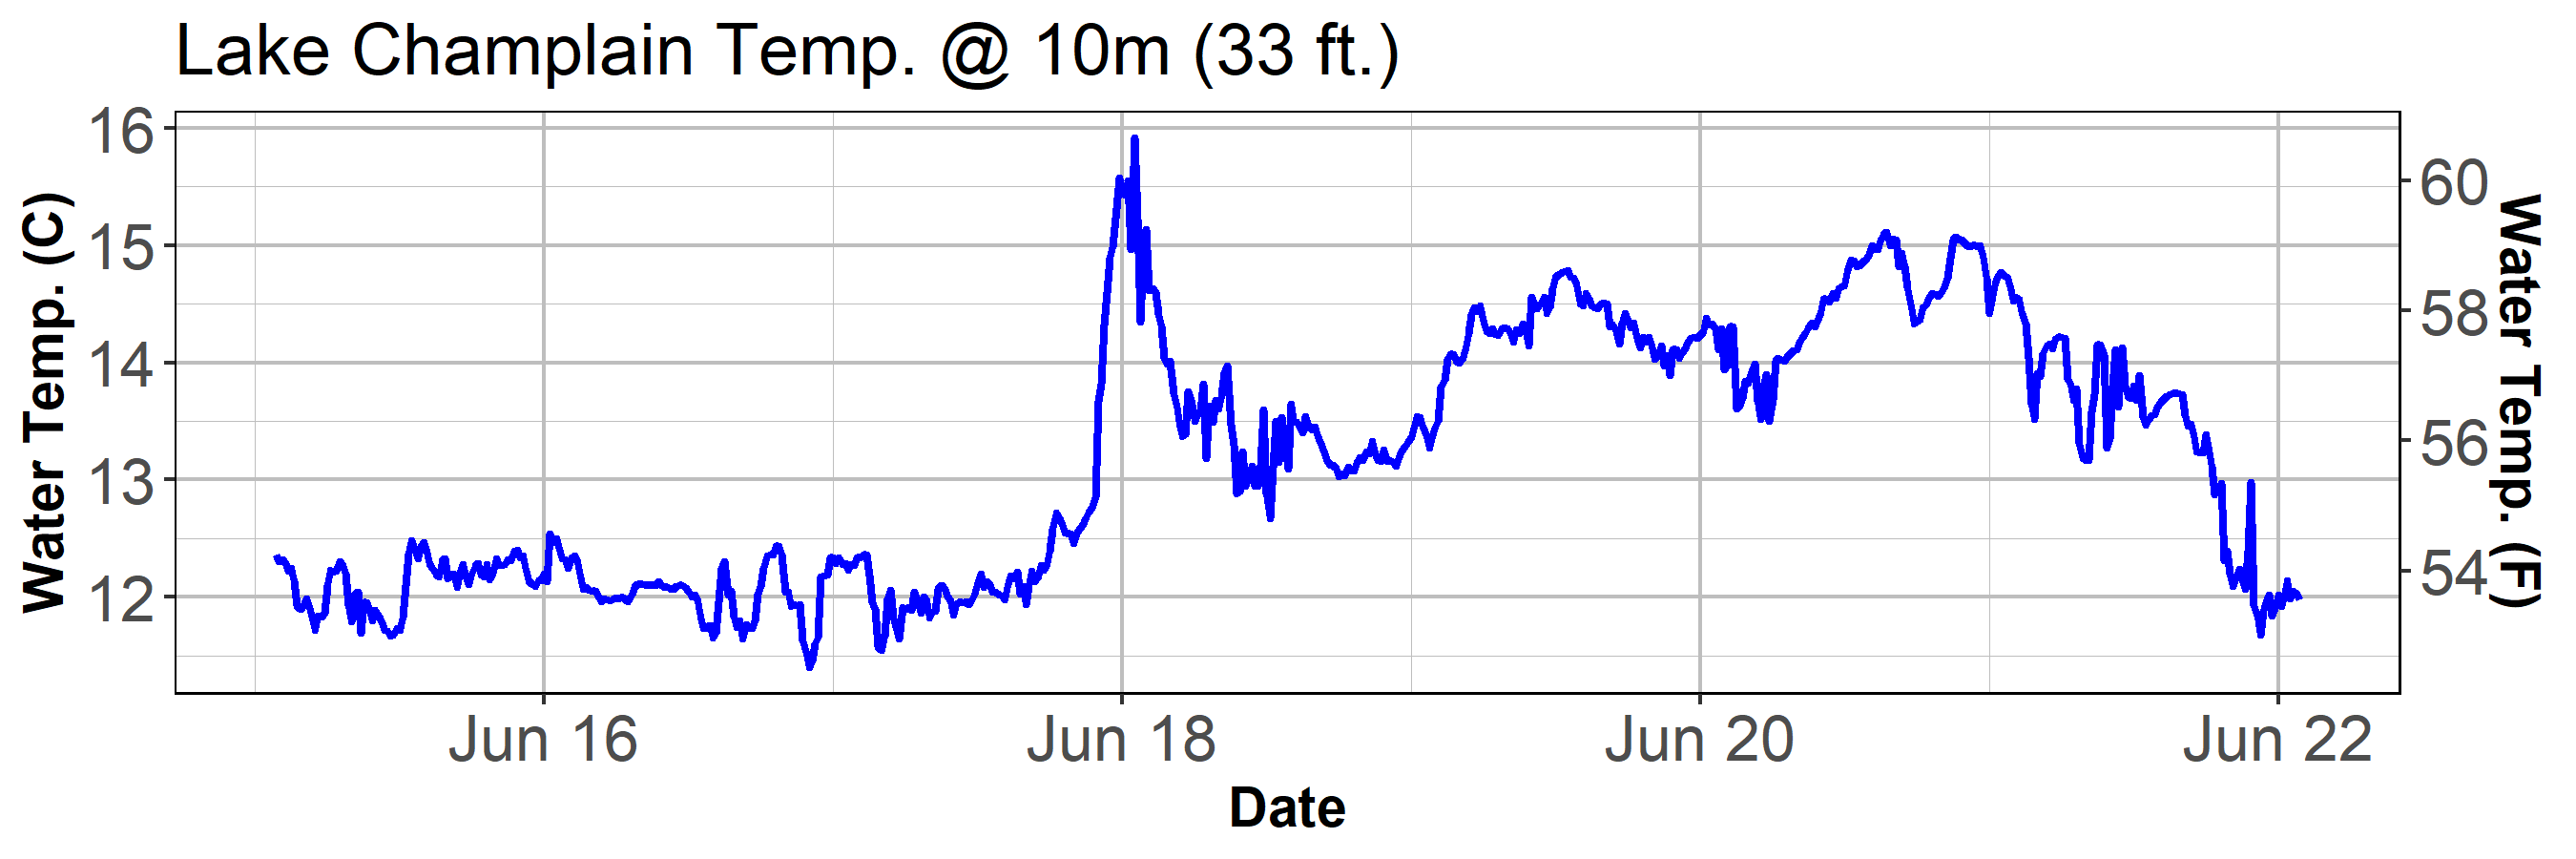 Lake Champlain Temp. @ 10m (33 ft.)
Water Temp. (C)
16
15
14
13
12
60
58
56
54
Water Temp. (F)
Jun 16 Jun 18 Jun 20 Jun 22
Date